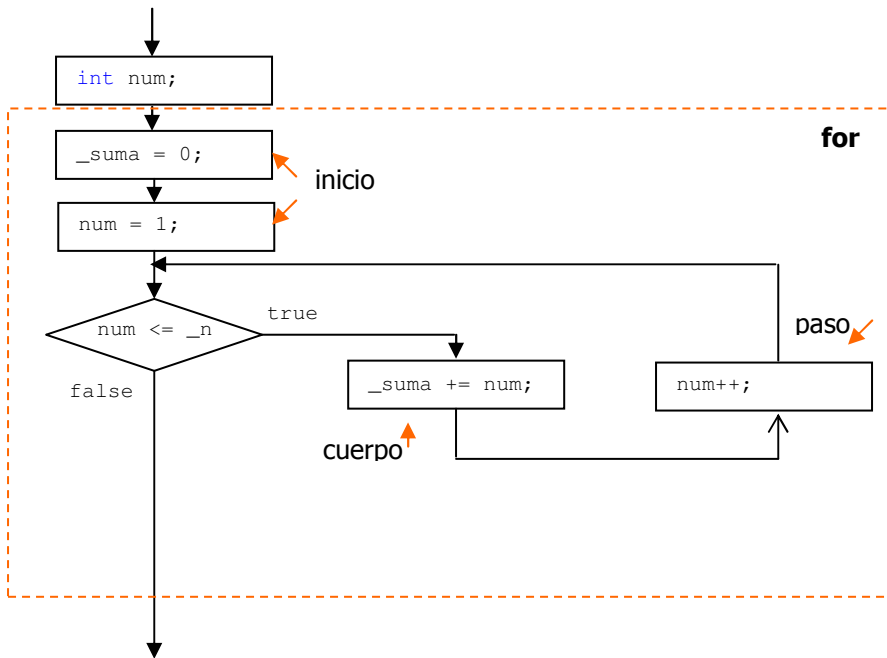 int num;
for
_suma = 0;
inicio
num = 1;
num <= _n
true
false
_suma += num;
cuerpo
paso
num++;